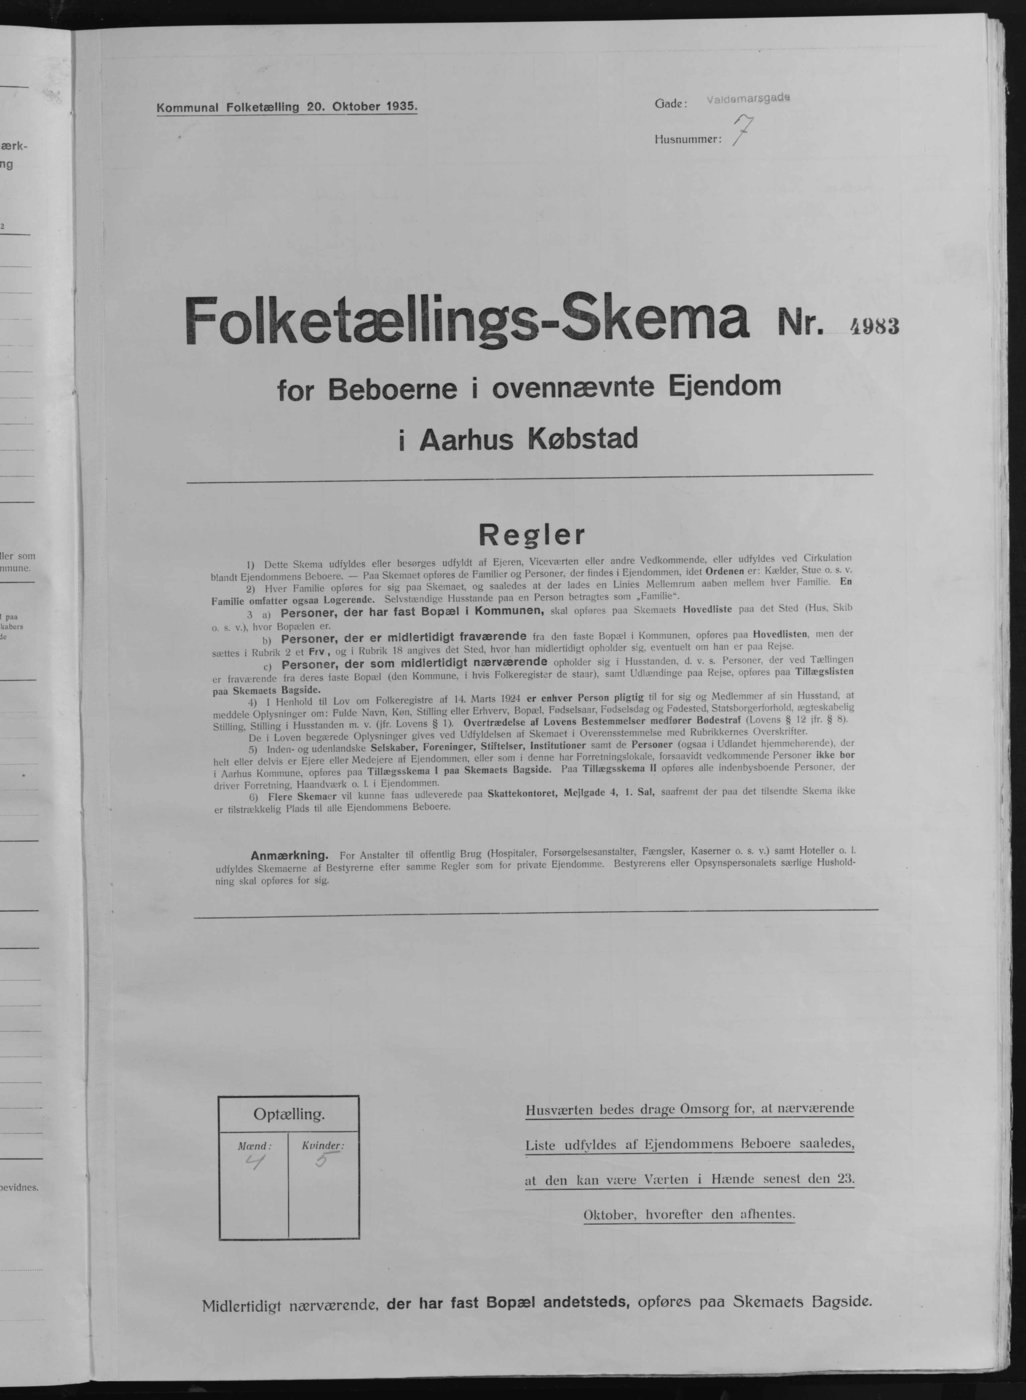 Kommunal Folketælling 20. Oktober 1935.
Gade: Valdemarsgade
Husnummer: 7
Folketællings-Skema Nr. 4983
for Beboerne i ovennævnte Ejendom
i Aarhus Købstad
Regler
1) Dette Skema udfyldes eller besørges udfyldt af Ejeren, Viceværten eller andre Vedkommende, eller udfyldes ved Cirkulation
blandt Ejendommens Beboere. — Paa Skemaet opføres de Familier og Personer, der findes i Ejendommen, idet Ordenen er: Kælder, Stue o. s. v.
2) Hver Familie opføres for sig paa Skemaet, og saaledes at der lades en Linies Mellemrum aaben mellem hver Familie. En
Familie omfatter ogsaa Logerende. Selvstændige Husstande paa en Person betragtes som „Familie“.
3 a) Personer, der har fast Bopæl i Kommunen, skal opføres paa Skemaets Hovedliste paa det Sted (Hus, Skib
o. s. v.), hvor Bopælen er.
b) Personer, der er midlertidigt fraværende fra den faste Bopæl i Kommunen, opføres paa Hovedlisten, men der
sættes i Rubrik 2 et Frv, og i Rubrik 18 angives det Sted, hvor han midlertidigt opholder sig, eventuelt om han er paa Rejse.
c) Personer, der som midlertidigt nærværende opholder sig i Husstanden, d. v. s. Personer, der ved Tællingen
er fraværende fra deres faste Bopæl (den Kommune, i hvis Folkeregister de staar), samt Udlændinge paa Rejse, opføres paa Tillægslisten
paa Skemaets Bagside.
4) I Henhold til Lov om Folkeregistre af 14. Marts 1924 er enhver Person pligtig til for sig og Medlemmer af sin Husstand, at
meddele Oplysninger om: Fulde Navn, Køn, Stilling eller Erhverv, Bopæl, Fødselsaar, Fødselsdag og Fødested, Statsborgerforhold, ægteskabelig
Stilling, Stilling i Husstanden m. v. (jfr. Lovens § 1). Overtrædelse af Lovens Bestemmelser medfører Bødestraf (Lovens § 12 jfr. § 8).
De i Loven begærede Oplysninger gives ved Udfyldelsen af Skemaet i Overensstemmelse med Rubrikkernes Overskrifter.
5) Inden- og udenlandske Selskaber, Foreninger, Stiftelser, Institutioner samt de Personer (ogsaa i Udlandet hjemmehørende), der
helt eller delvis er Ejere eller Medejere af Ejendommen, eller som i denne har Forretningslokale, forsaavidt vedkommende Personer ikke bor
i Aarhus Kommune, opføres paa Tillægsskema I paa Skemaets Bagside. Paa Tillægsskema II opføres alle indenbysboende Personer, der
driver Forretning, Haandværk o. l. i Ejendommen.
6) Flere Skemaer vil kunne faas udleverede paa Skattekontoret, Mejlgade 4, 1. Sal, saafremt der paa det tilsendte Skema ikke
er tilstrækkelig Plads til alle Ejendommens Beboere.
Anmærkning. For Anstalter til offentlig Brug (Hospitaler, Forsørgelsesanstalter, Fængsler, Kaserner o. s. v.) samt Hoteller o. l.
udfyldes Skemaerne af Bestyrerne efter samme Regler som for private Ejendomme. Bestyrerens eller Opsynspersonalets særlige Hushold-
ning skal opføres for sig.
Optælling.
Mænd: Kvinder:
4 5
Husværten bedes drage Omsorg for, at nærværende
Liste udfyldes af Ejendommens Beboere saaledes,
at den kan være Værten i Hænde senest den 23.
Oktober, hvorefter den afhentes.
Midlertidigt nærværende, der har fast Bopæl andetsteds, opføres paa Skemaets Bagside.